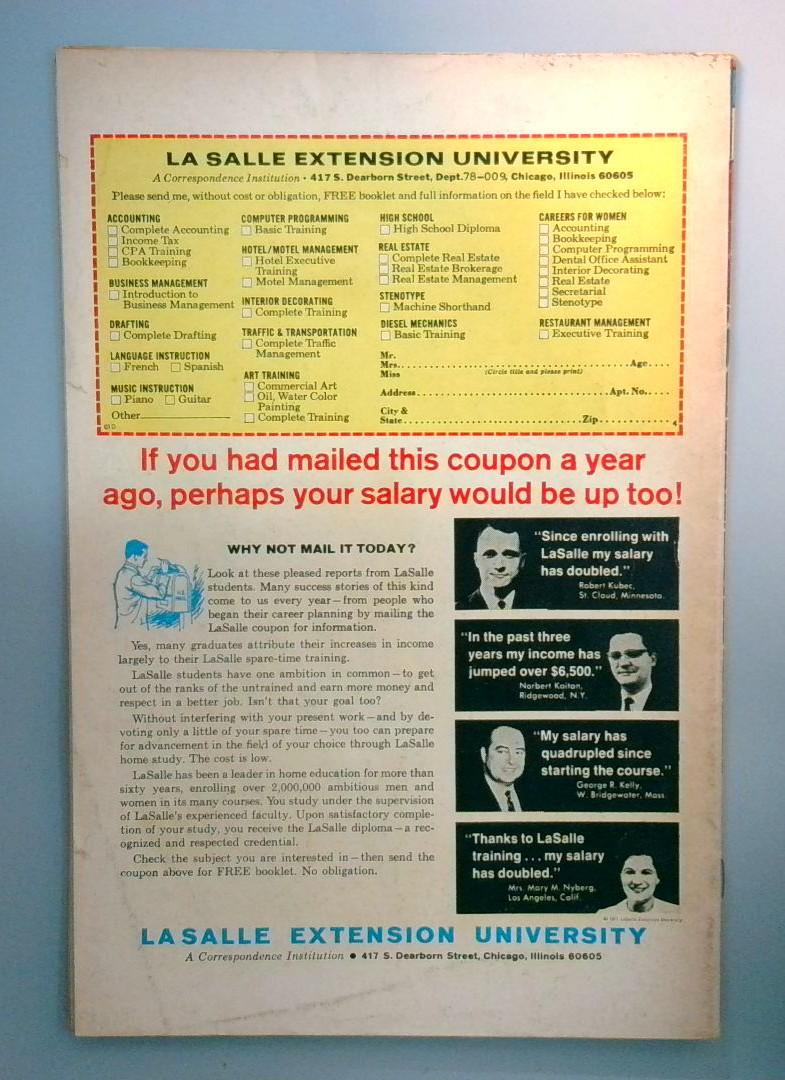 LA SALLE EXTENSION UNIVERSITY
A Correspondence Institution • 417 S. Dearborn Street, Dept.78-009, Chicago, Illinois 60605
Please send me, without cost or obligation, FREE booklet and full information on the field I have checked below:
ACCOUNTING
Complete Accounting
Income Tax
CPA Training
Bookkeeping
BUSINESS MANAGEMENT
Introduction to
Business Management
DRAFTING
Complete Drafting
LANGUAGE INSTRUCTION
French Spanish
MUSIC INSTRUCTION
Piano Guitar
Other
COMPUTER PROGRAMMING
Basic Training
HOTEL/MOTEL MANAGEMENT
Hotel Executive
Training
Motel Management
INTERIOR DECORATING
Complete Training
TRAFFIC & TRANSPORTATION
Complete Traffic
Management
ART TRAINING
Commercial Art
Oil, Water Color
Painting
Complete Training
HIGH SCHOOL
High School Diploma
REAL ESTATE
Complete Real Estate
Real Estate Brokerage
Real Estate Management
STENOTYPE
Machine Shorthand
DIESEL MECHANICS
Basic Training
CAREERS FOR WOMEN
Accounting
Bookkeeping
Computer Programming
Dental Office Assistant
Interior Decorating
Real Estate
Secretarial
Stenotype
RESTAURANT MANAGEMENT
Executive Training
Mr.
Mrs. Age
Miss (Circle title and please print)
Address Apt. No.
City &
State Zip
If you had mailed this coupon a year
ago, perhaps your salary would be up too!
WHY NOT MAIL IT TODAY?
Look at these pleased reports from LaSalle
students. Many success stories of this kind
come to us every year—from people who
began their career planning by mailing the
LaSalle coupon for information.
Yes, many graduates attribute their increases in income
largely to their LaSalle spare-time training.
LaSalle students have one ambition in common—to get
out of the ranks of the untrained and earn more money and
respect in a better job. Isn't that your goal too?
Without interfering with your present work—and by de-
voting only a little of your spare time—you too can prepare
for advancement in the field of your choice through LaSalle
home study. The cost is low.
LaSalle has been a leader in home education for more than
sixty years, enrolling over 2,000,000 ambitious men and
women in its many courses. You study under the supervision
of LaSalle's experienced faculty. Upon satisfactory comple-
tion of your study, you receive the LaSalle diploma—a rec-
ognized and respected credential.
Check the subject you are interested in—then send the
coupon above for FREE booklet. No obligation.
"Since enrolling with
LaSalle my salary
has doubled."
Robert Kubec,
St. Cloud, Minnesota.
"In the past three
years my income has
jumped over $6,500."
Norbert Kaiton,
Ridgewood, N.Y.
"My salary has
quadrupled since
starting the course."
George R. Kelly,
W. Bridgewater, Mass.
"Thanks to LaSalle
training ... my salary
has doubled."
Mrs. Mary M. Nyberg,
Los Angeles, Calif.
LA SALLE EXTENSION UNIVERSITY
A Correspondence Institution • 417 S. Dearborn Street, Chicago, Illinois 60605